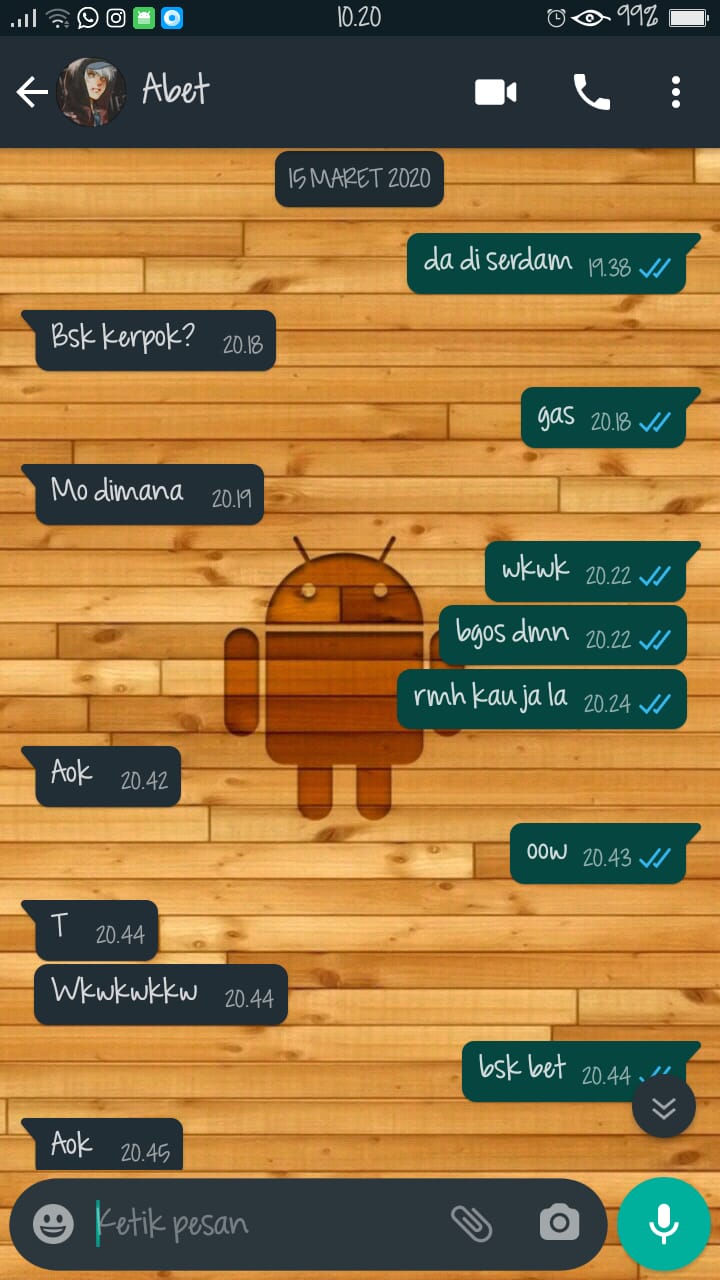 10.20
99%
Abet
15 MARET 2020
da di serdam 19.38
Bsk kerpok? 20.18
gas 20.18
Mo dimana 20.19
wkwk 20.22
bgos dmn 20.22
rmh kau ja la 20.24
Aok 20.42
oow 20.43
T 20.44
Wkwkwkkw 20.44
bsk bet 20.44
Aok 20.45
Ketik pesan